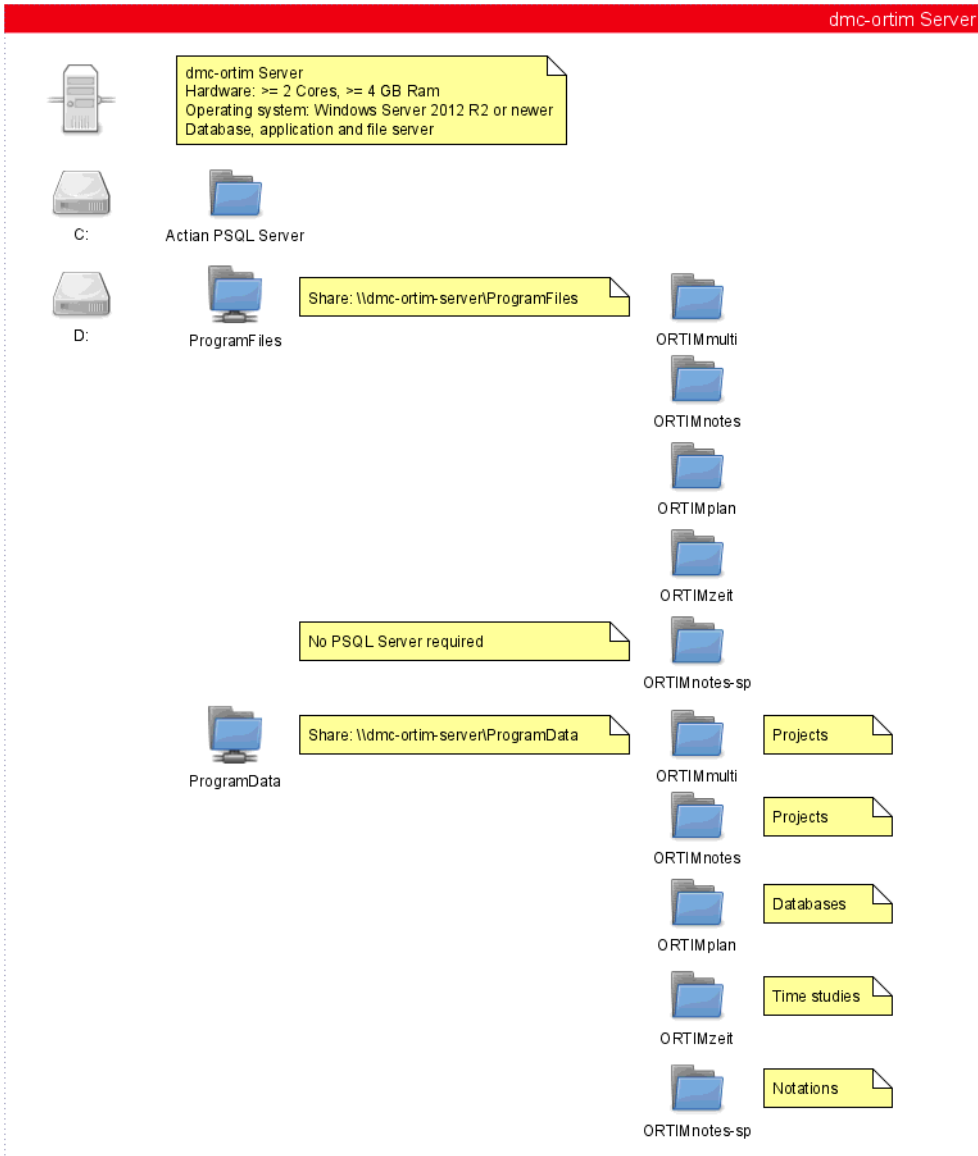 dmc-ortim Server
dmc-ortim Server
Hardware: >= 2 Cores, >= 4 GB Ram
Operating system: Windows Server 2012 R2 or newer
Database, application and file server
C:
Actian PSQL Server
D:
ProgramFiles
Share: \\dmc-ortim-server\ProgramFiles
ORTIMmulti
ORTIMnotes
ORTIMplan
ORTIMzeit
No PSQL Server required
ORTIMnotes-sp
ProgramData
Share: \\dmc-ortim-server\ProgramData
ORTIMmulti
Projects
ORTIMnotes
Projects
ORTIMplan
Databases
ORTIMzeit
Time studies
ORTIMnotes-sp
Notations